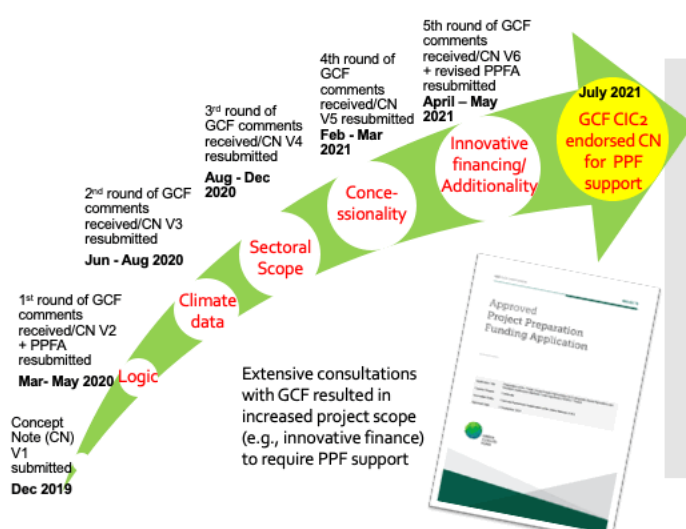 Concept
Note (CN)
V1
submitted
Dec 2019
1st round of GCF
comments
received/CN V2
+ PPFA
resubmitted
Mar- May 2020
Logic
2nd round of GCF
comments
received/CN V3
resubmitted
Jun - Aug 2020
Climate
data
3rd round of
GCF comments
received/CN V4
resubmitted
Aug - Dec
2020
Sectoral
Scope
4th round of
GCF
comments
received/CN
V5 resubmitted
Feb - Mar
2021
Conce-
ssionality
5th round of GCF
comments
received/CN V6
+ revised PPFA
resubmitted
April – May
2021
Innovative
financing/
Additionality
July 2021
GCF CIC2
endorsed CN
for PPF
support
Extensive consultations
with GCF resulted in
increased project scope
(e.g., innovative finance)
to require PPF support
Approved
Project Preparation
Funding Application